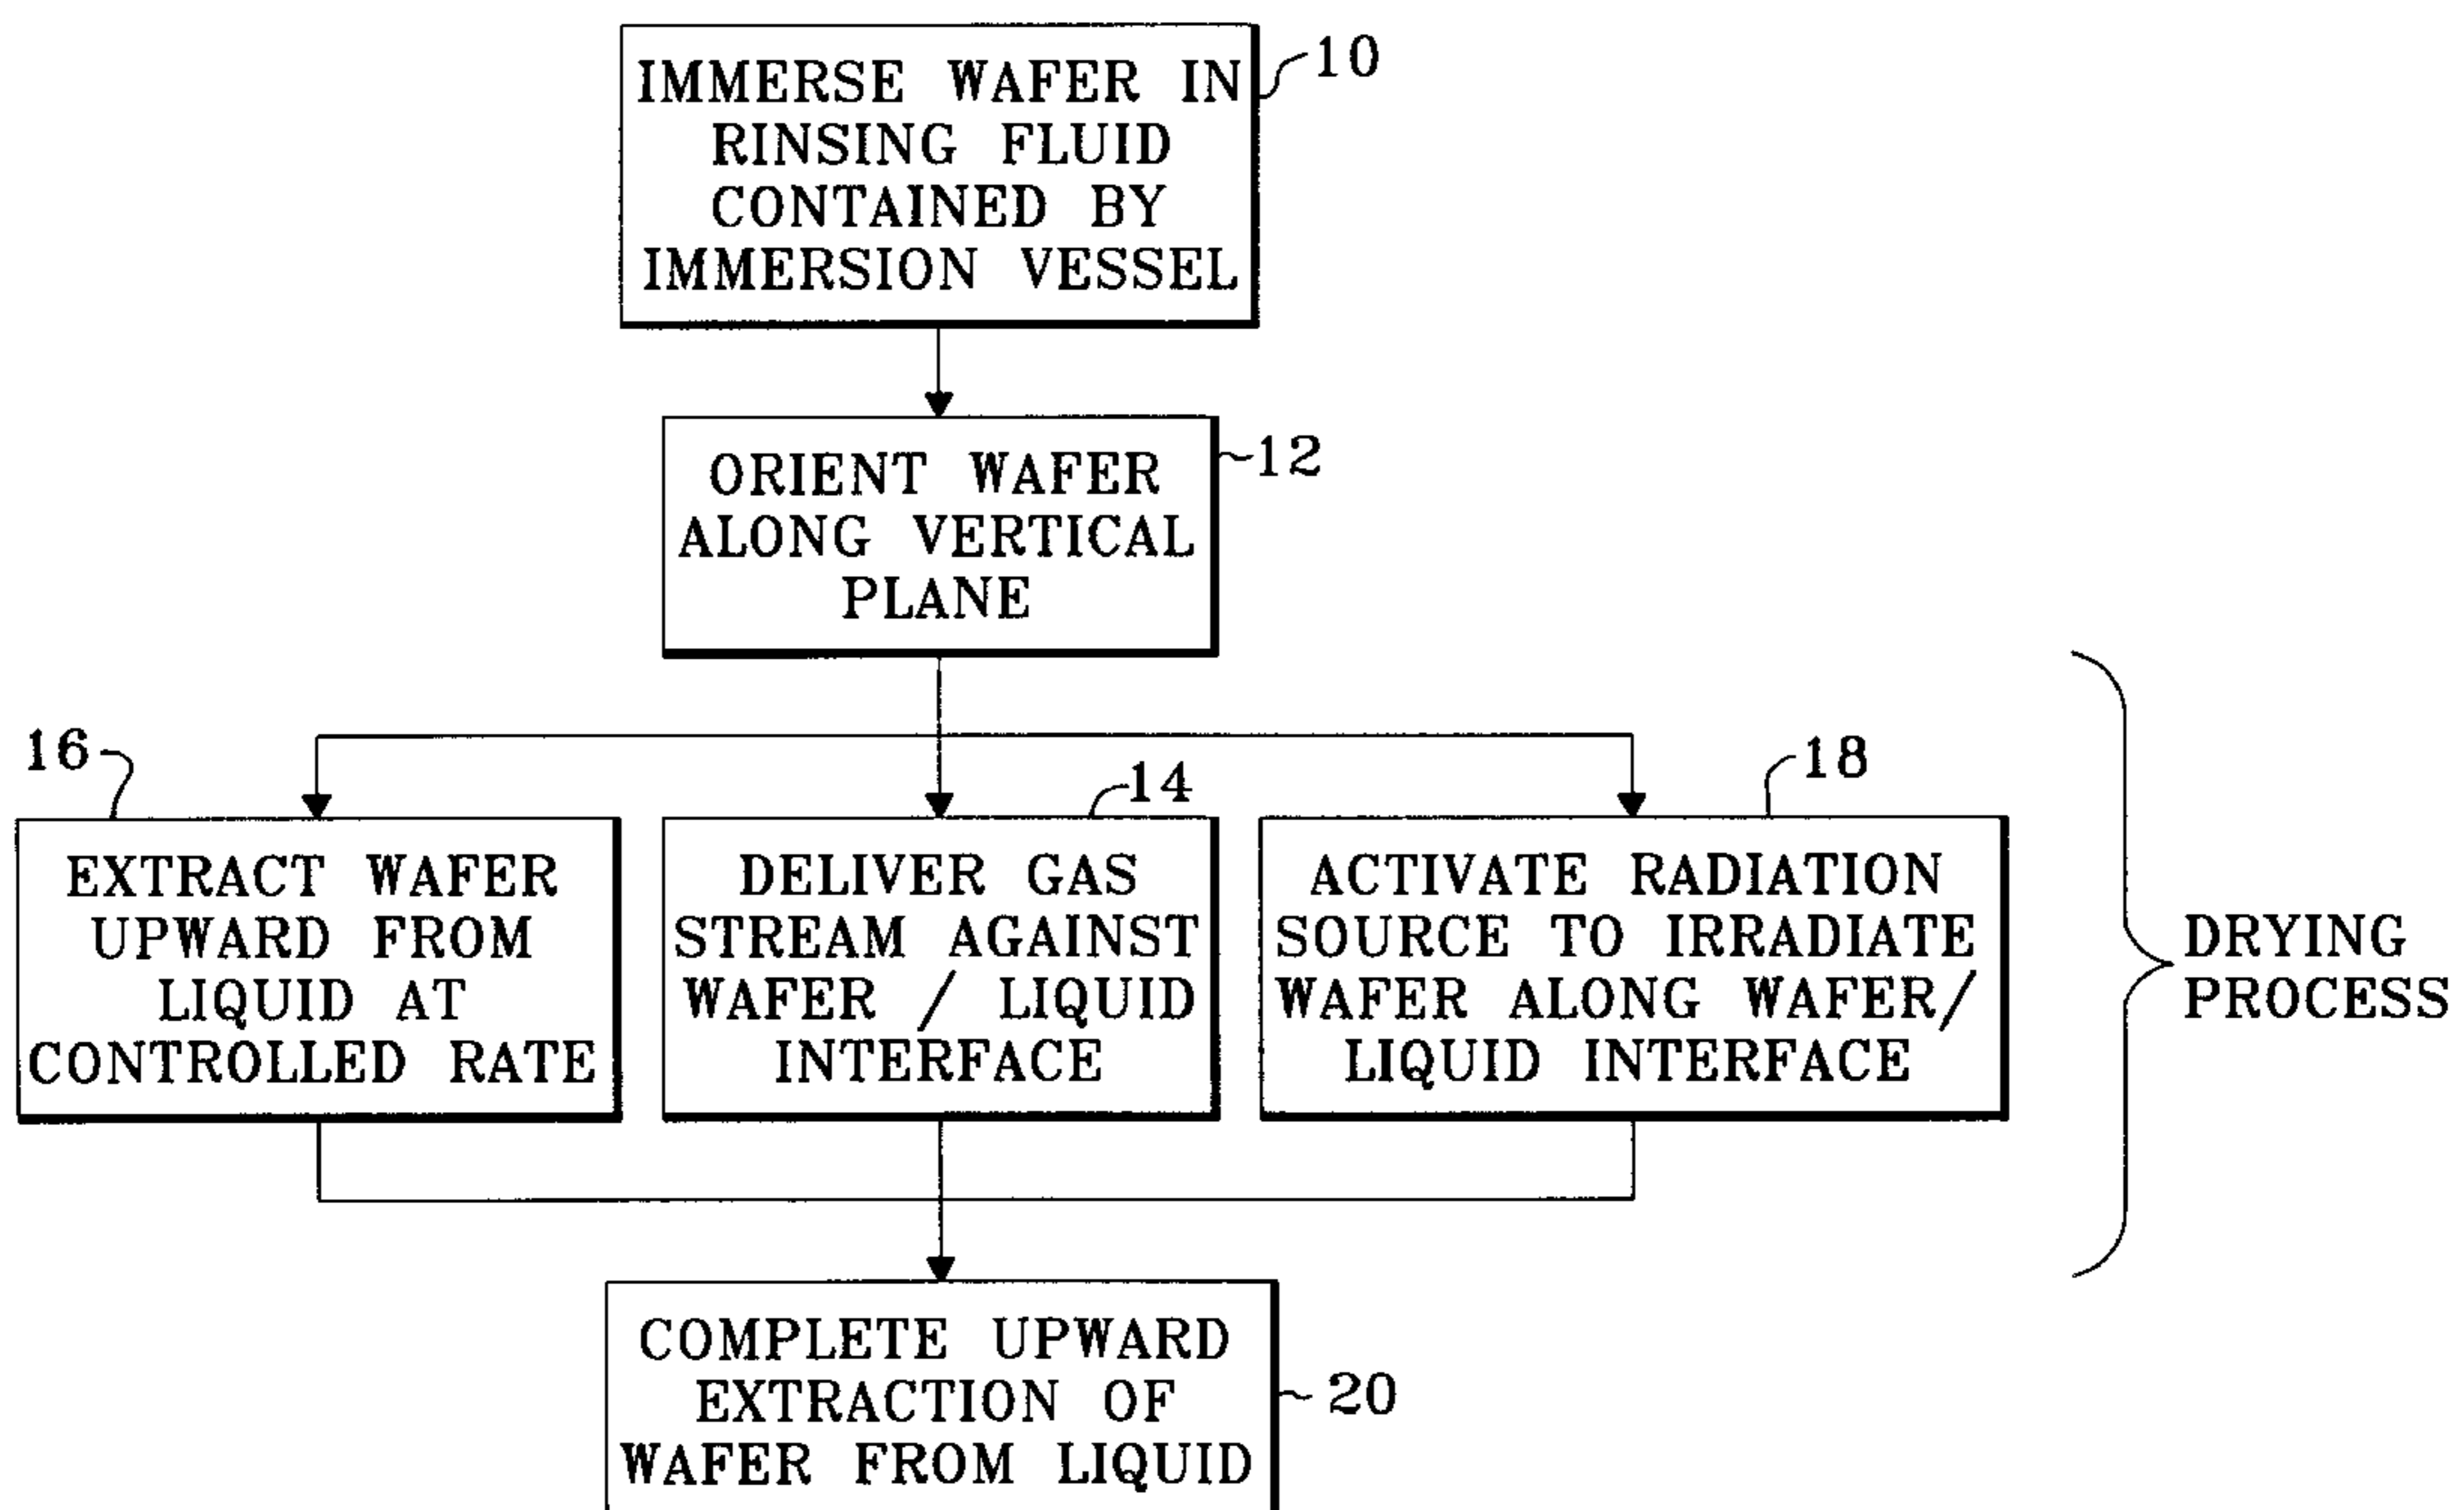 IMMERSE WAFER IN
RINSING FLUID
CONTAINED BY
IMMERSION VESSEL
10
ORIENT WAFER
ALONG VERTICAL
PLANE
12
16
EXTRACT WAFER
UPWARD FROM
LIQUID AT
CONTROLLED RATE
14
DELIVER GAS
STREAM AGAINST
WAFER / LIQUID
INTERFACE
18
ACTIVATE RADIATION
SOURCE TO IRRADIATE
WAFER ALONG WAFER/
LIQUID INTERFACE
DRYING
PROCESS
COMPLETE UPWARD
EXTRACTION OF
WAFER FROM LIQUID
20